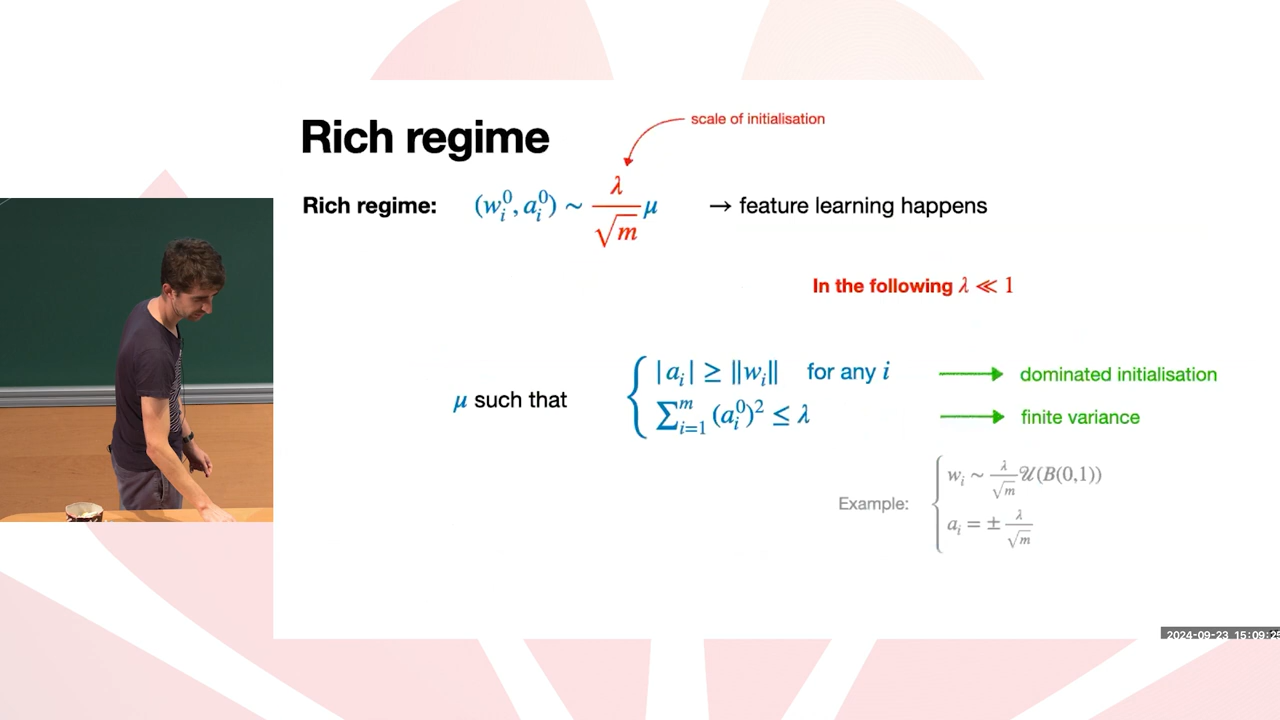 scale of initialisation
Rich regime
Rich regime: (w_i^0, a_i^0) ~ λ/√m μ → feature learning happens
In the following λ ≪ 1
μ such that { |a_i| ≥ ‖w_i‖ for any i → dominated initialisation
∑_{i=1}^m (a_i^0)^2 ≤ λ → finite variance
Example: { w_i ~ λ/√m 𝒰(B(0,1))
a_i = ± λ/√m
2024-09-23 15:09:25